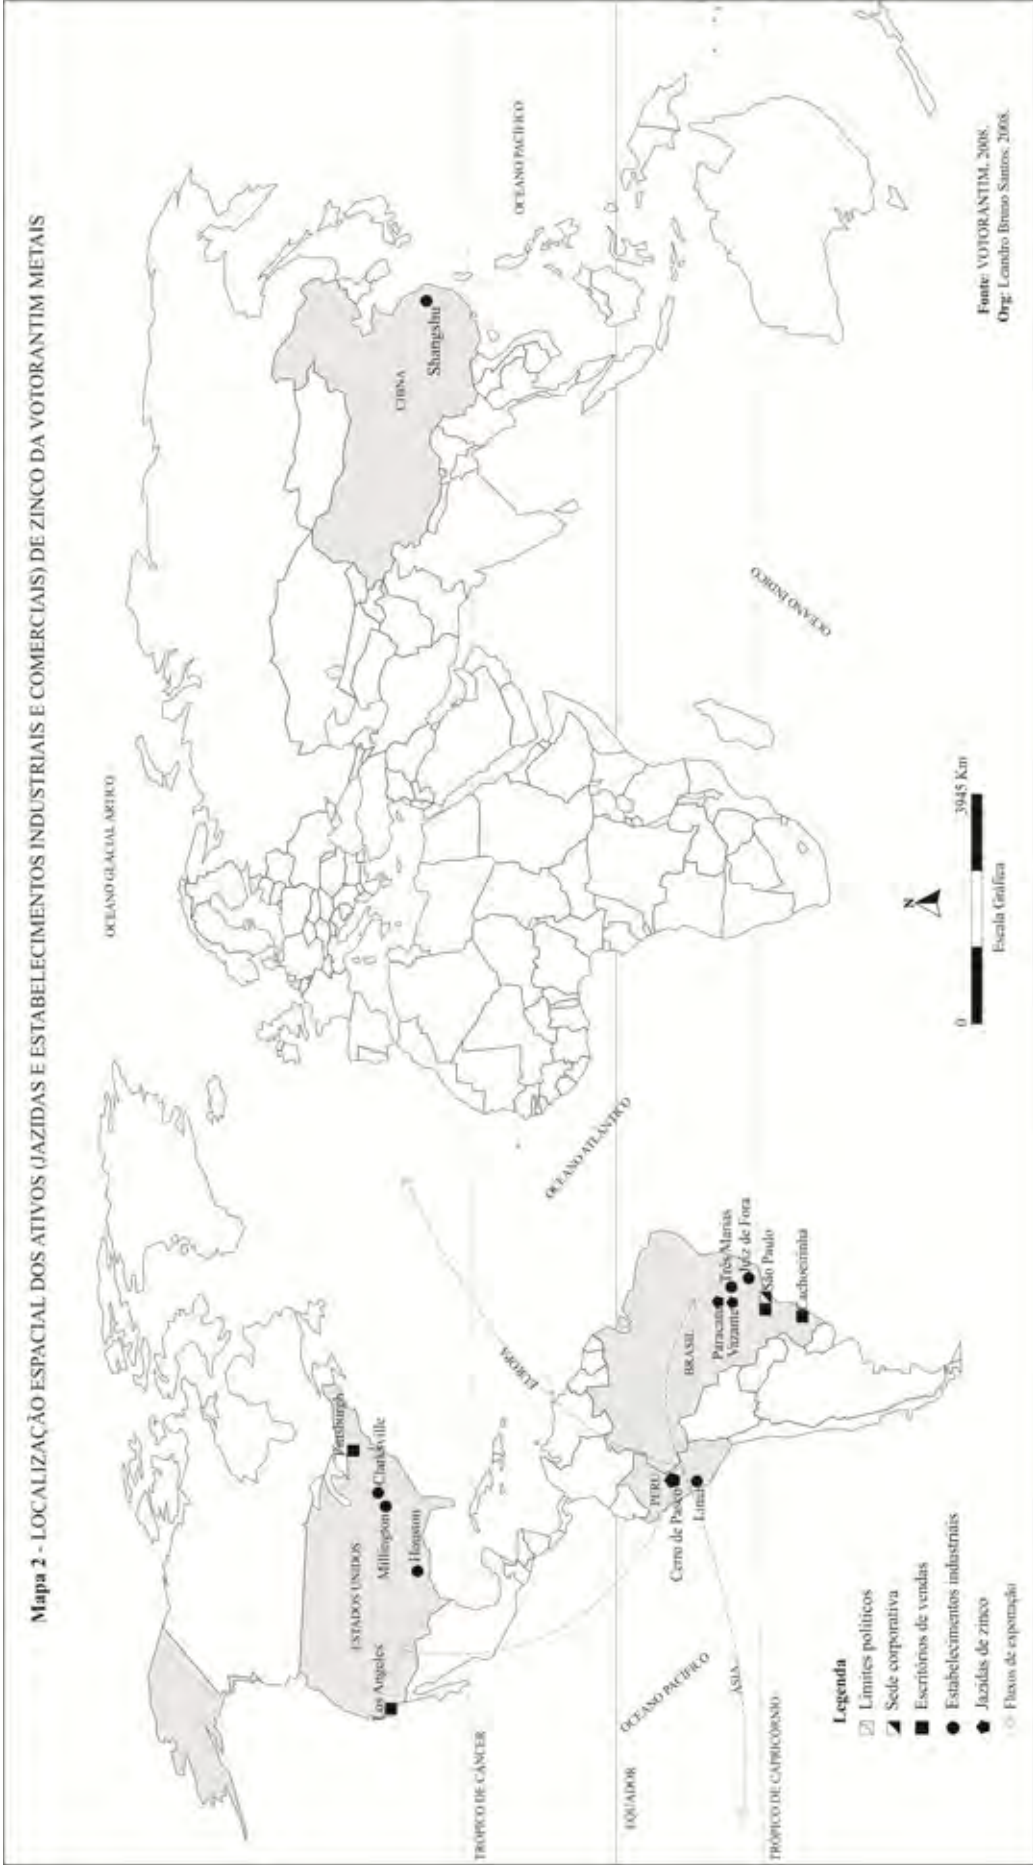 Mapa 2 - LOCALIZAÇÃO ESPACIAL DOS ATIVOS (JAZIDAS E ESTABELECIMENTOS INDUSTRIAIS E COMERCIAIS) DE ZINCO DA VOTORANTIM METAIS
OCEANO GLACIAL ÁRTICO
ESTADOS UNIDOS
Los Angeles
Pittsburgh
Clarksville
Millington
Houston
CHINA
Shangshu
OCEANO PACÍFICO
TRÓPICO DE CÂNCER
EUROPA
OCEANO ATLÂNTICO
EQUADOR
OCEANO PACÍFICO
ÁSIA
PERU
Cerro de Pasco
Lima
BRASIL
Três Marias
Vazante
Juiz de Fora
São Paulo
Cachoeirinha
OCEANO ÍNDICO
TRÓPICO DE CAPRICÓRNIO
Legenda
Limites políticos
Sede corporativa
Escritórios de vendas
Estabelecimentos industriais
Jazidas de zinco
Fluxos de exportação
N
0
3945 Km
Escala Gráfica
Fonte: VOTORANTIM, 2008.
Org: Leandro Bruno Santos, 2008.